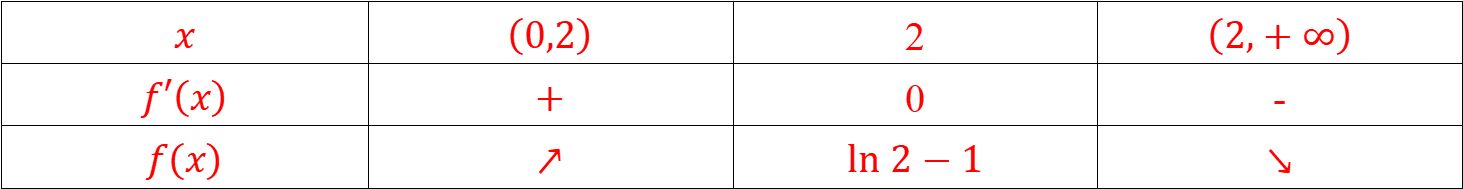 x (0,2) 2 (2, + ∞)
f′(x) + 0 -
f(x) ↗ ln 2 − 1 ↘